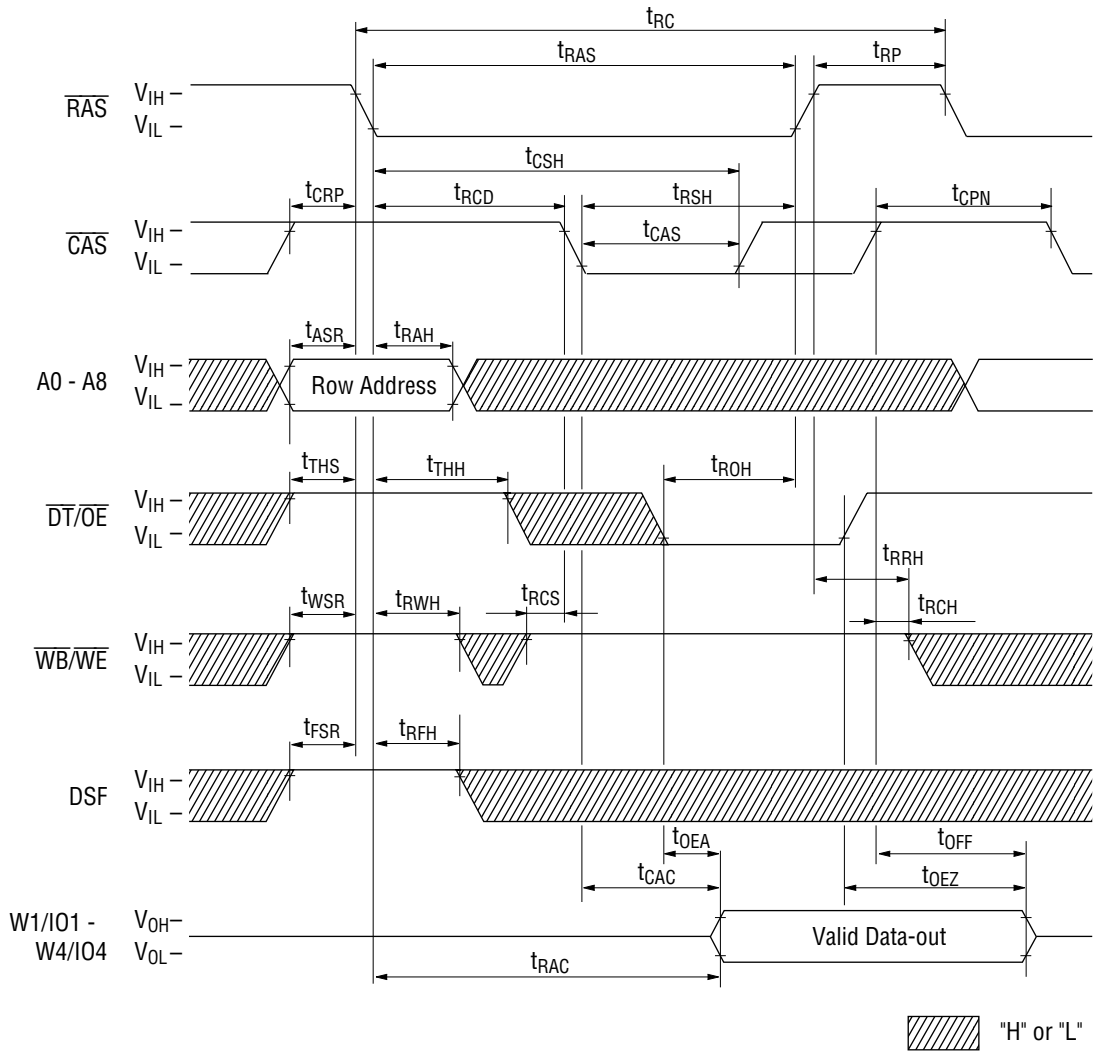 tRC
tRAS tRP
RAS VIH –
VIL –
tCSH
tCRP tRCD tRSH tCPN
CAS VIH –
VIL –
tCAS
tASR tRAH
A0 - A8 VIH –
VIL –
Row Address
tTHS tTHH tROH
DT/OE VIH –
VIL –
tRRH
tWSR tRWH tRCS tRCH
WB/WE VIH –
VIL –
tFSR tRFH
DSF VIH –
VIL –
tOEA tOFF
tCAC tOEZ
W1/IO1 - VOH–
W4/IO4 VOL–
Valid Data-out
tRAC
"H" or "L"